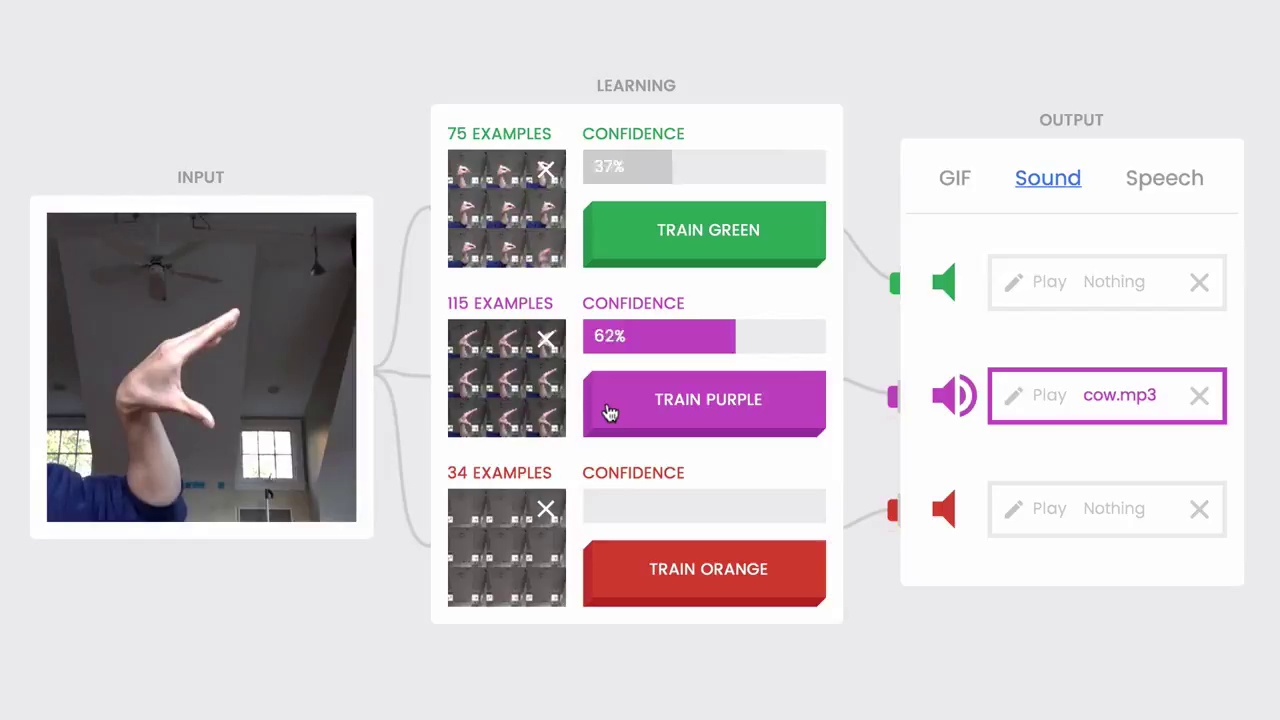 INPUT
LEARNING
75 EXAMPLES CONFIDENCE
37%
TRAIN GREEN
115 EXAMPLES CONFIDENCE
62%
TRAIN PURPLE
34 EXAMPLES CONFIDENCE
TRAIN ORANGE
OUTPUT
GIF Sound Speech
Play Nothing
Play cow.mp3
Play Nothing